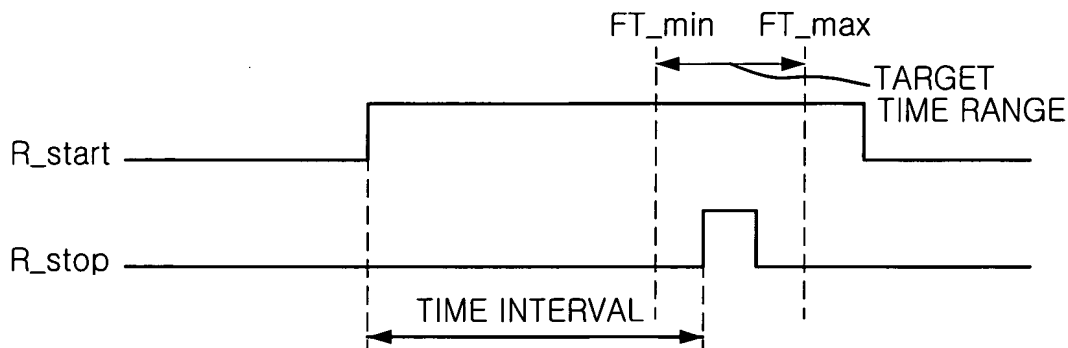 FT_min FT_max
TARGET
TIME RANGE
R_start
R_stop
TIME INTERVAL